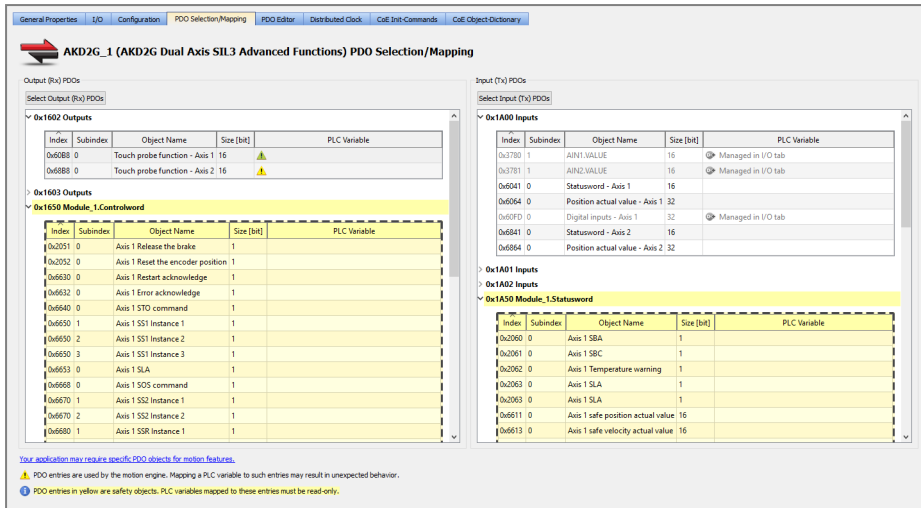 General Properties I/O Configuration PDO Selection/Mapping PDO Editor Distributed Clock CoE Init-Commands CoE Object-Dictionary
AKD2G_1 (AKD2G Dual Axis SIL3 Advanced Functions) PDO Selection/Mapping
Output (Rx) PDOs
Select Output (Rx) PDOs
0x1602 Outputs
Index Subindex Object Name Size [bit] PLC Variable
0x60B8 0 Touch probe function - Axis 1 16
0x68B8 0 Touch probe function - Axis 2 16
0x1603 Outputs
0x1650 Module_1.Controlword
Index Subindex Object Name Size [bit] PLC Variable
0x2051 0 Axis 1 Release the brake 1
0x2052 0 Axis 1 Reset the encoder position 1
0x6630 0 Axis 1 Restart acknowledge 1
0x6632 0 Axis 1 Error acknowledge 1
0x6640 0 Axis 1 STO command 1
0x6650 1 Axis 1 SS1 Instance 1 1
0x6650 2 Axis 1 SS1 Instance 2 1
0x6650 3 Axis 1 SS1 Instance 3 1
0x6653 0 Axis 1 SLA 1
0x6668 0 Axis 1 SOS command 1
0x6670 1 Axis 1 SS2 Instance 1 1
0x6670 2 Axis 1 SS2 Instance 2 1
0x6680 1 Axis 1 SSR Instance 1 1
Input (Tx) PDOs
Select Input (Tx) PDOs
0x1A00 Inputs
Index Subindex Object Name Size [bit] PLC Variable
0x3780 1 AIN1.VALUE 16 Managed in I/O tab
0x3781 1 AIN2.VALUE 16 Managed in I/O tab
0x6041 0 Statusword - Axis 1 16
0x6064 0 Position actual value - Axis 1 32
0x60FD 0 Digital inputs - Axis 1 32 Managed in I/O tab
0x6841 0 Statusword - Axis 2 16
0x6864 0 Position actual value - Axis 2 32
0x1A01 Inputs
0x1A02 Inputs
0x1A50 Module_1.Statusword
Index Subindex Object Name Size [bit] PLC Variable
0x2060 0 Axis 1 SBA 1
0x2061 0 Axis 1 SBC 1
0x2062 0 Axis 1 Temperature warning 1
0x2063 0 Axis 1 SLA 1
0x2063 0 Axis 1 SLA 1
0x6611 0 Axis 1 safe position actual value 16
0x6613 0 Axis 1 safe velocity actual value 16
Your application may require specific PDO objects for motion features.
PDO entries are used by the motion engine. Mapping a PLC variable to such entries may result in unexpected behavior.
PDO entries in yellow are safety objects. PLC variables mapped to these entries must be read-only.